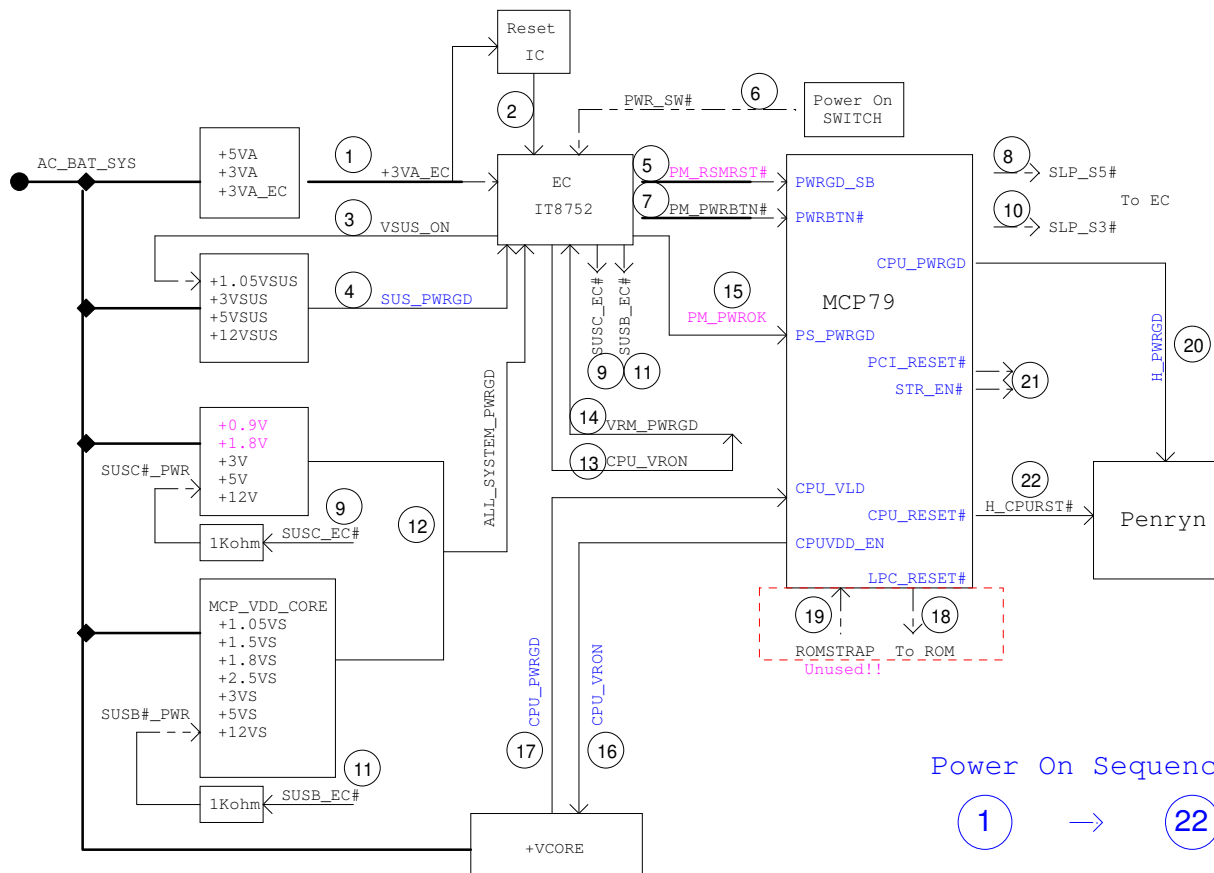 Reset
IC
2
PWR_SW#
6
Power On
SWITCH
AC_BAT_SYS
+5VA
+3VA
+3VA_EC
1
+3VA_EC
EC
IT8752
5
PM_RSMRST#
7
PM_PWRBTN#
PWRGD_SB
PWRBTN#
8
SLP_S5#
To EC
10
SLP_S3#
3
VSUS_ON
+1.05VSUS
+3VSUS
+5VSUS
+12VSUS
4
SUS_PWRGD
SUSC_EC#
SUSB_EC#
9
11
15
PM_PWROK
CPU_PWRGD
MCP79
PS_PWRGD
PCI_RESET#
STR_EN#
21
H_PWRGD
20
+0.9V
+1.8V
+3V
+5V
+12V
SUSC#_PWR
9
1Kohm
SUSC_EC#
12
ALL_SYSTEM_PWRGD
14
VRM_PWRGD
13
CPU_VRON
CPU_VLD
CPU_RESET#
CPUVDD_EN
LPC_RESET#
22
H_CPURST#
Penryn
MCP_VDD_CORE
+1.05VS
+1.5VS
+1.8VS
+2.5VS
+3VS
+5VS
+12VS
SUSB#_PWR
11
1Kohm
SUSB_EC#
19
18
ROMSTRAP
To ROM
Unused!!
CPU_PWRGD
CPU_VRON
17
16
+VCORE
Power On Sequenc
1
22